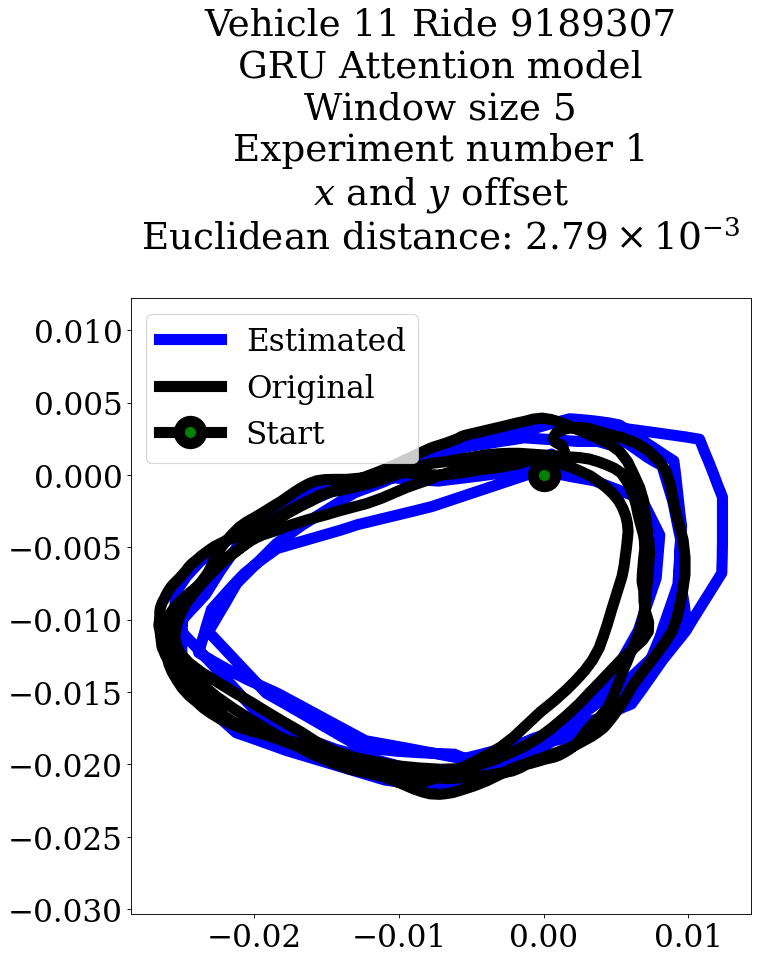 Vehicle 11 Ride 9189307
GRU Attention model
Window size 5
Experiment number 1
x and y offset
Euclidean distance: 2.79 × 10⁻³
Estimated
Original
Start
0.010
0.005
0.000
−0.005
−0.010
−0.015
−0.020
−0.025
−0.030
−0.02 −0.01 0.00 0.01